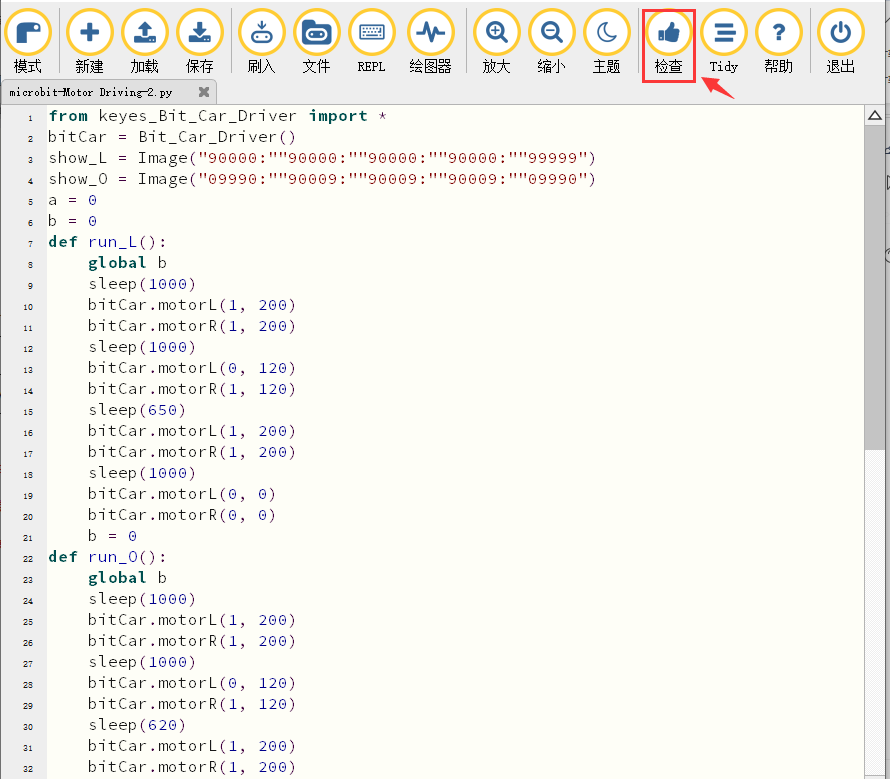 模式 新建 加载 保存 刷入 文件 REPL 绘图器 放大 缩小 主题 检查 Tidy 帮助 退出
microbit-Motor Driving-2.py
1 from keyes_Bit_Car_Driver import *
2 bitCar = Bit_Car_Driver()
3 show_L = Image("90000:""90000:""90000:""90000:""99999")
4 show_O = Image("09990:""90009:""90009:""90009:""09990")
5 a = 0
6 b = 0
7 def run_L():
8     global b
9     sleep(1000)
10     bitCar.motorL(1, 200)
11     bitCar.motorR(1, 200)
12     sleep(1000)
13     bitCar.motorL(0, 120)
14     bitCar.motorR(1, 120)
15     sleep(650)
16     bitCar.motorL(1, 200)
17     bitCar.motorR(1, 200)
18     sleep(1000)
19     bitCar.motorL(0, 0)
20     bitCar.motorR(0, 0)
21     b = 0
22 def run_O():
23     global b
24     sleep(1000)
25     bitCar.motorL(1, 200)
26     bitCar.motorR(1, 200)
27     sleep(1000)
28     bitCar.motorL(0, 120)
29     bitCar.motorR(1, 120)
30     sleep(620)
31     bitCar.motorL(1, 200)
32     bitCar.motorR(1, 200)